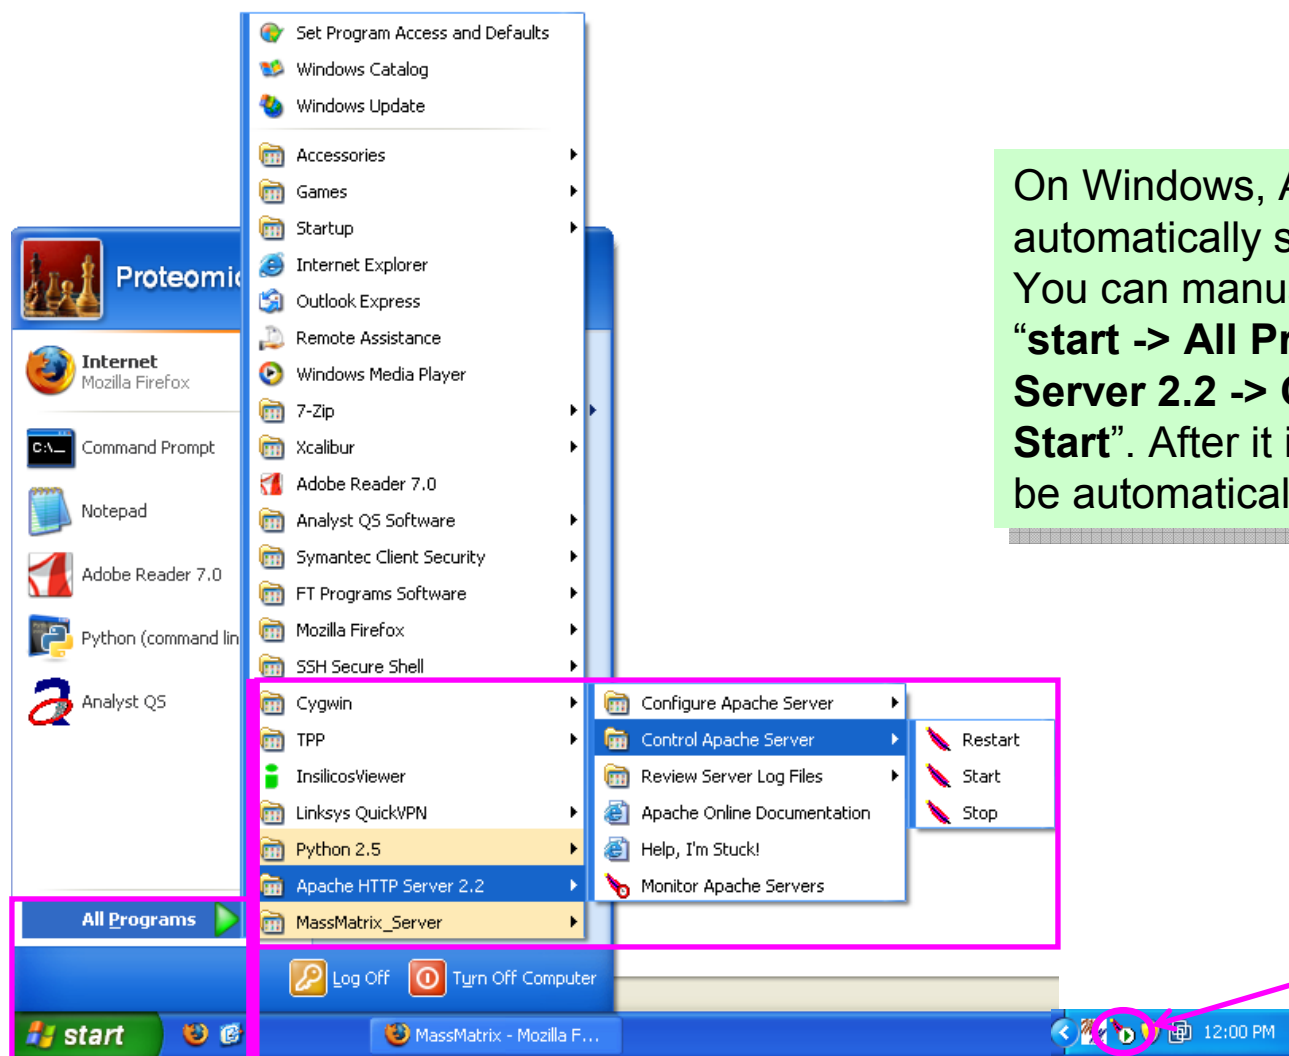 Set Program Access and Defaults
Windows Catalog
Windows Update
Accessories
Games
Startup
Internet Explorer
Outlook Express
Remote Assistance
Windows Media Player
7-Zip
Xcalibur
Adobe Reader 7.0
Analyst QS Software
Symantec Client Security
FT Programs Software
Mozilla Firefox
SSH Secure Shell
Cygwin
TPP
InsilicosViewer
Linksys QuickVPN
Python 2.5
Apache HTTP Server 2.2
MassMatrix_Server
Proteomic
Internet
Mozilla Firefox
C:\_
Command Prompt
Notepad
Adobe Reader 7.0
Python (command lin
Analyst QS
All Programs
Configure Apache Server
Control Apache Server
Review Server Log Files
Apache Online Documentation
Help, I'm Stuck!
Monitor Apache Servers
Restart
Start
Stop
Log Off
Turn Off Computer
start
MassMatrix - Mozilla F...
12:00 PM
On Windows, A
automatically s
You can manu
“start -> All Pr
Server 2.2 -> C
Start”. After it i
be automatical